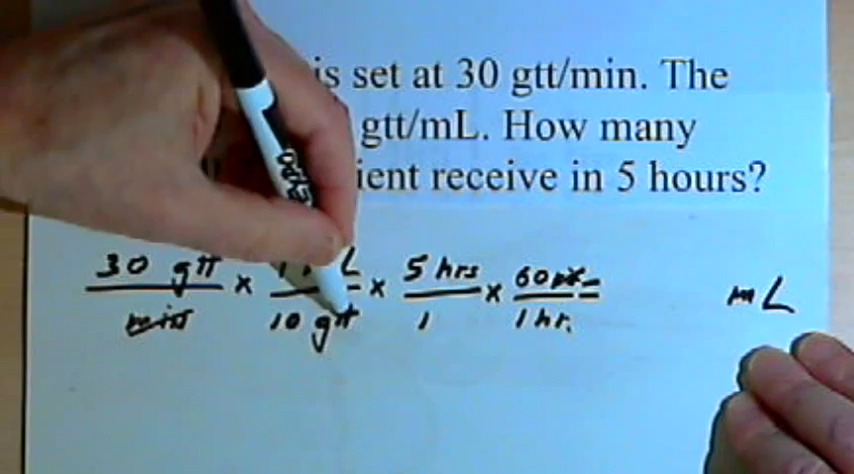 is set at 30 gtt/min. The
gtt/mL. How many
ient receive in 5 hours?
30 gtt × L × 5 hrs × 60 =
min 10 gtt 1 1 hr.
mL